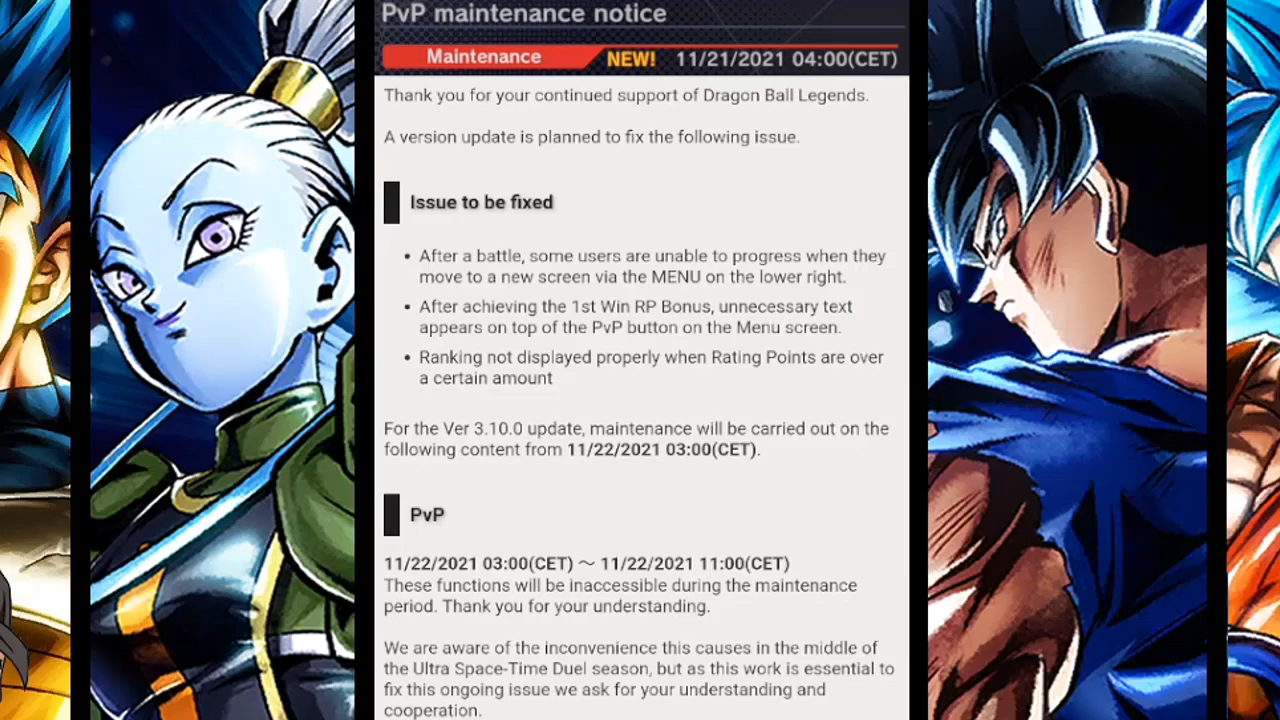 PvP maintenance notice
Maintenance NEW! 11/21/2021 04:00(CET)
Thank you for your continued support of Dragon Ball Legends.
A version update is planned to fix the following issue.
Issue to be fixed
• After a battle, some users are unable to progress when they
move to a new screen via the MENU on the lower right.
• After achieving the 1st Win RP Bonus, unnecessary text
appears on top of the PvP button on the Menu screen.
• Ranking not displayed properly when Rating Points are over
a certain amount
For the Ver 3.10.0 update, maintenance will be carried out on the
following content from 11/22/2021 03:00(CET).
PvP
11/22/2021 03:00(CET) ～ 11/22/2021 11:00(CET)
These functions will be inaccessible during the maintenance
period. Thank you for your understanding.
We are aware of the inconvenience this causes in the middle of
the Ultra Space-Time Duel season, but as this work is essential to
fix this ongoing issue we ask for your understanding and
cooperation.